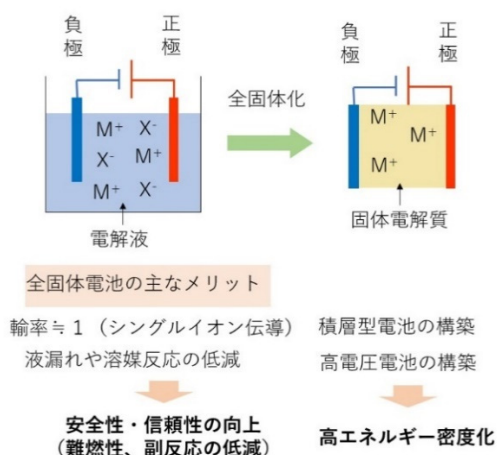 負極
正極
M⁺ X⁻
X⁻ M⁺
M⁺ X⁻
電解液
全固体化
負極
正極
M⁺
M⁺
M⁺
固体電解質
全固体電池の主なメリット
輸率≒1（シングルイオン伝導）
液漏れや溶媒反応の低減
積層型電池の構築
高電圧電池の構築
安全性・信頼性の向上
（難燃性、副反応の低減）
高エネルギー密度化